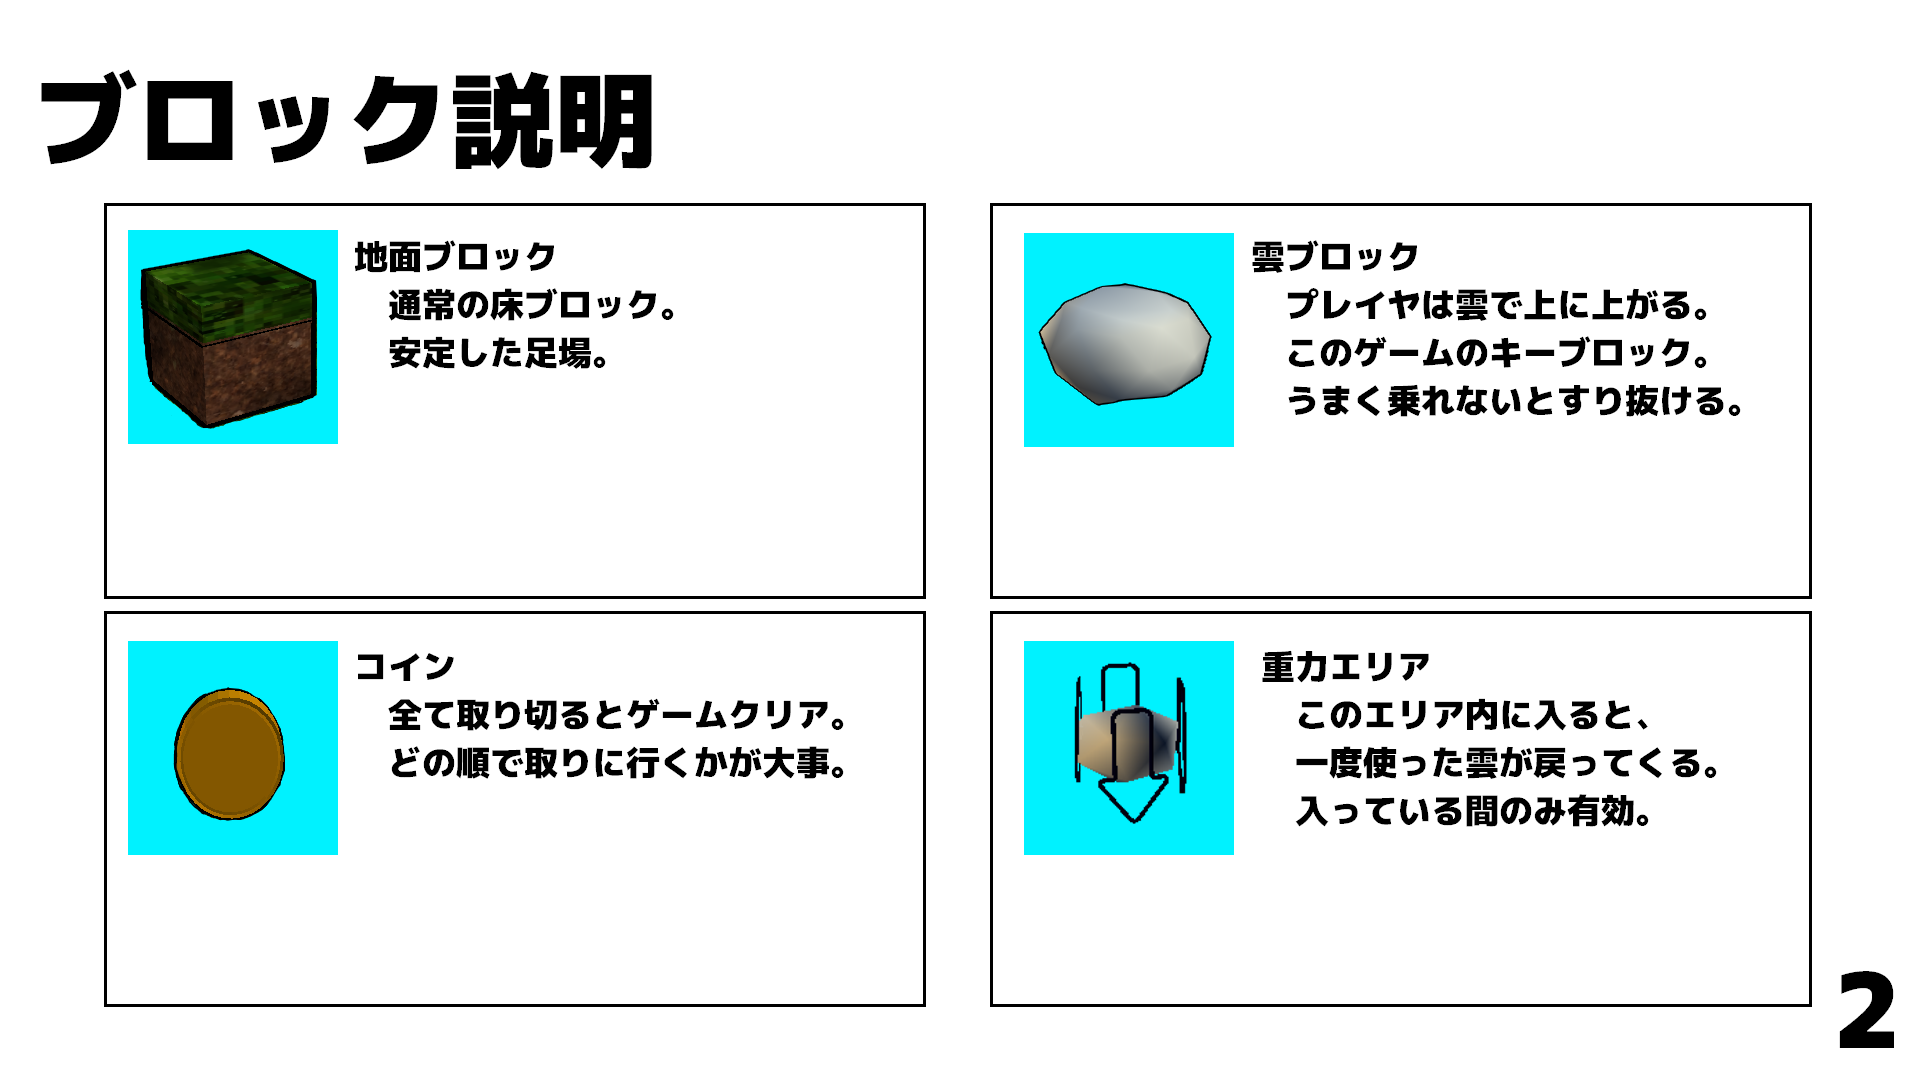 ブロック説明
地面ブロック
通常の床ブロック。
安定した足場。
雲ブロック
プレイヤは雲で上に上がる。
このゲームのキーブロック。
うまく乗れないとすり抜ける。
コイン
全て取り切るとゲームクリア。
どの順で取りに行くかが大事。
重力エリア
このエリア内に入ると、
一度使った雲が戻ってくる。
入っている間のみ有効。
2